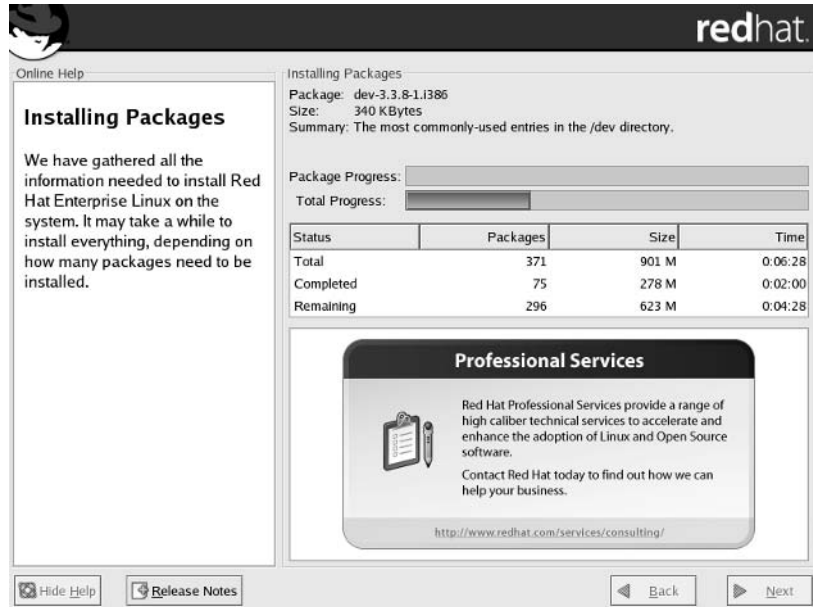 redhat.
Online Help
Installing Packages
We have gathered all the
information needed to install Red
Hat Enterprise Linux on the
system. It may take a while to
install everything, depending on
how many packages need to be
installed.
Installing Packages
Package: dev-3.3.8-1.i386
Size: 340 KBytes
Summary: The most commonly-used entries in the /dev directory.
Package Progress:
Total Progress:
Status Packages Size Time
Total 371 901 M 0:06:28
Completed 75 278 M 0:02:00
Remaining 296 623 M 0:04:28
Professional Services
Red Hat Professional Services provide a range of
high caliber technical services to accelerate and
enhance the adoption of Linux and Open Source
software.
Contact Red Hat today to find out how we can
help your business.
http://www.redhat.com/services/consulting/
Hide Help Release Notes Back Next